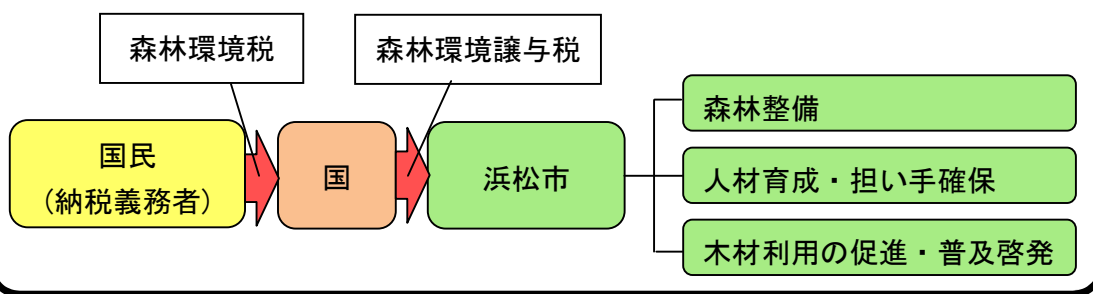 森林環境税
森林環境譲与税
国民
（納税義務者）
国
浜松市
森林整備
人材育成・担い手確保
木材利用の促進・普及啓発